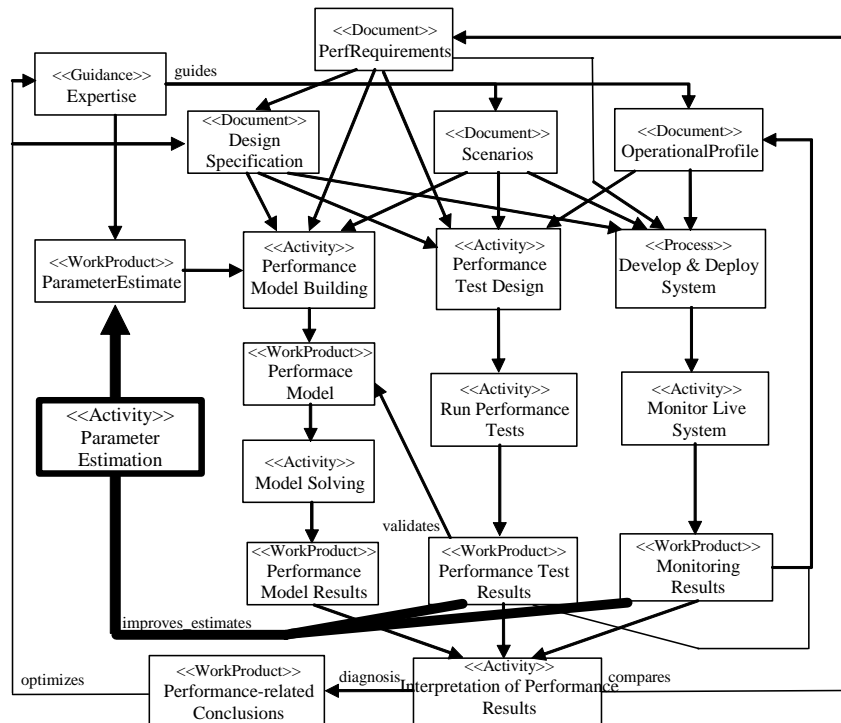 <<Document>>
PerfRequirements
<<Guidance>>
Expertise
guides
<<Document>>
Design
Specification
<<Document>>
Scenarios
<<Document>>
OperationalProfile
<<WorkProduct>>
ParameterEstimate
<<Activity>>
Performance
Model Building
<<Activity>>
Performance
Test Design
<<Process>>
Develop & Deploy
System
<<WorkProduct>>
Performace
Model
<<Activity>>
Run Performance
Tests
<<Activity>>
Monitor Live
System
<<Activity>>
Parameter
Estimation
<<Activity>>
Model Solving
validates
<<WorkProduct>>
Performance
Model Results
<<WorkProduct>>
Performance Test
Results
<<WorkProduct>>
Monitoring
Results
improves_estimates
optimizes
<<WorkProduct>>
Performance-related
Conclusions
diagnosis
<<Activity>>
Interpretation of Performance
Results
compares